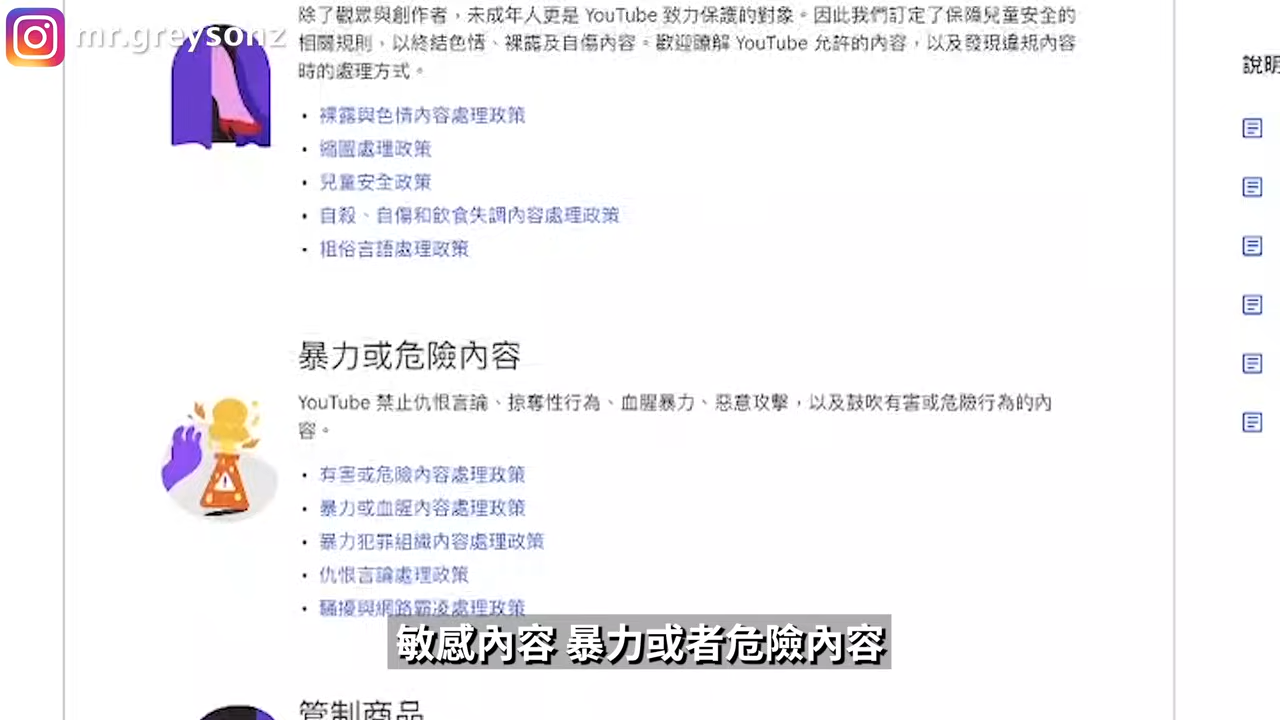 mr.greysonz
除了觀眾與創作者，未成年人更是 YouTube 致力保護的對象。因此我們訂定了保障兒童安全的
相關規則，以終結色情、裸露及自傷內容。歡迎瞭解 YouTube 允許的內容，以及發現違規內容
時的處理方式。
• 裸露與色情內容處理政策
• 縮圖處理政策
• 兒童安全政策
• 自殺、自傷和飲食失調內容處理政策
• 粗俗言語處理政策
暴力或危險內容
YouTube 禁止仇恨言論、掠奪性行為、血腥暴力、惡意攻擊，以及鼓吹有害或危險行為的內
容。
• 有害或危險內容處理政策
• 暴力或血腥內容處理政策
• 暴力犯罪組織內容處理政策
• 仇恨言論處理政策
• 騷擾與網路霸凌處理政策
敏感內容 暴力或者危險內容
管制商品
說明